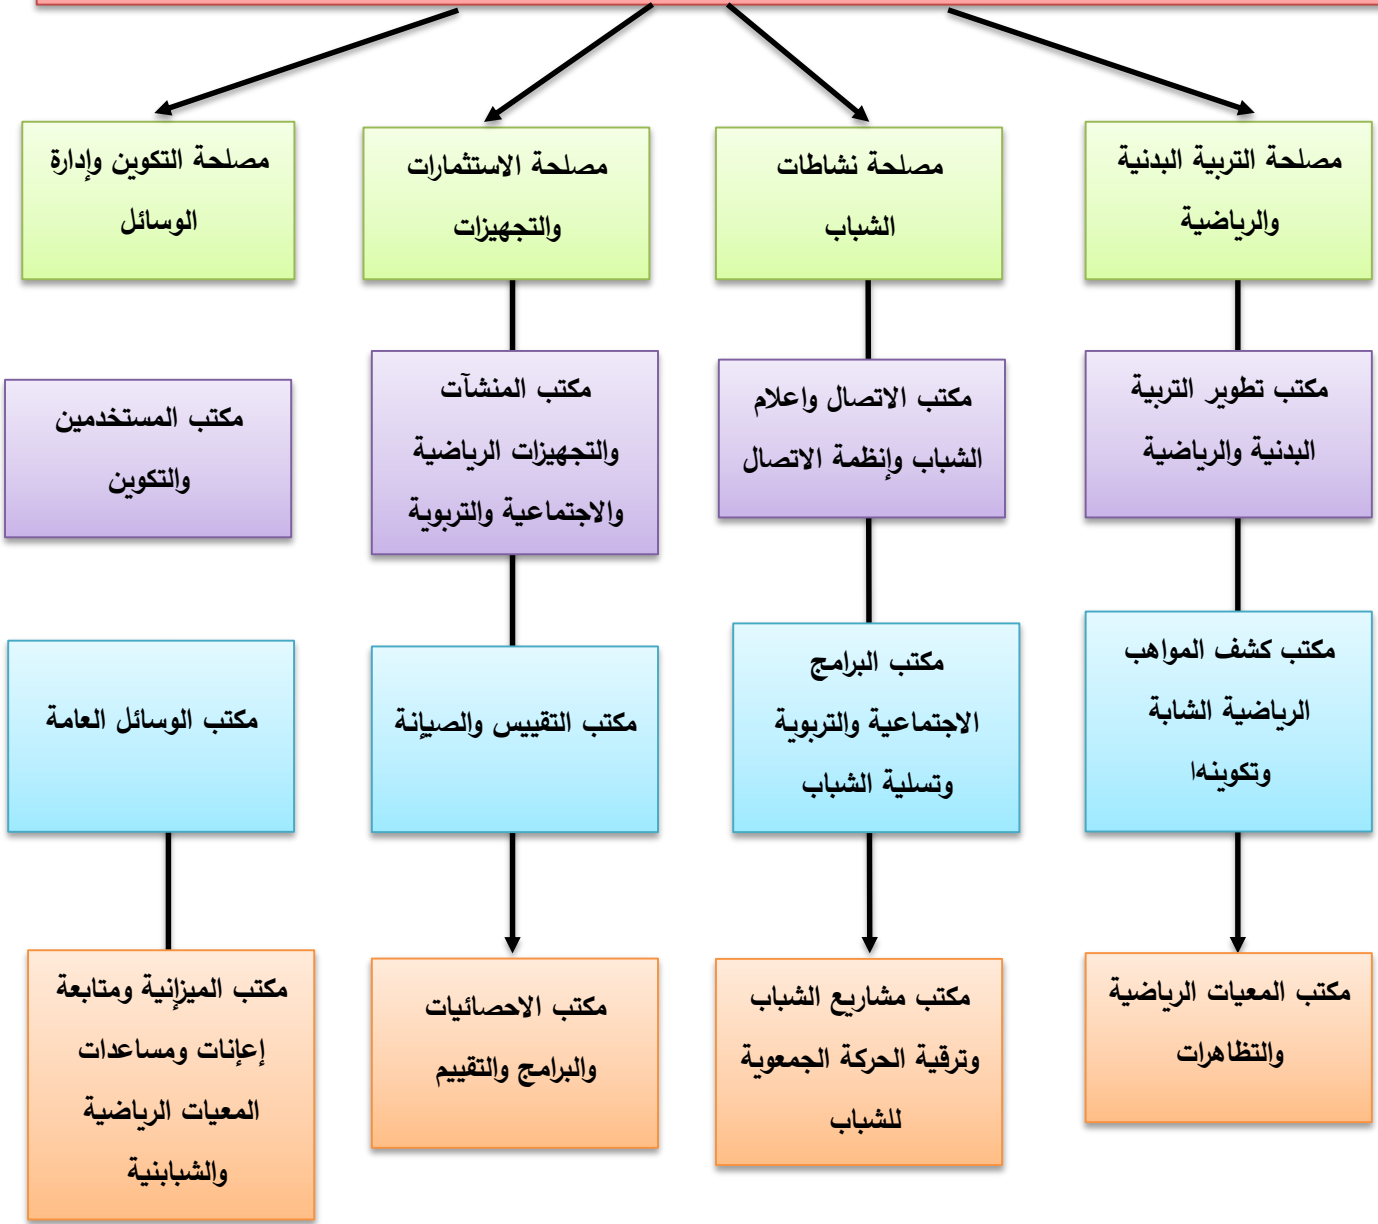 مصلحة التربية البدنية
والرياضية
مصلحة نشاطات
الشباب
مصلحة الاستثمارات
والتجهيزات
مصلحة التكوين وإدارة
الوسائل
مكتب تطوير التربية
البدنية والرياضية
مكتب الاتصال واعلام
الشباب وإنظمة الاتصال
مكتب المنشآت
والتجهيزات الرياضية
والاجتماعية والتربوية
مكتب المستخدمين
والتكوين
مكتب كشف المواهب
الرياضية الشابة
وتكوينها
مكتب البرامج
الاجتماعية والتربوية
وتسلية الشباب
مكتب التقييس والصيإنة
مكتب الوسائل العامة
مكتب المعيات الرياضية
والتظاهرات
مكتب مشاريع الشباب
وترقية الحركة الجمعوية
للشباب
مكتب الاحصائيات
والبرامج والتقييم
مكتب الميزإنية ومتابعة
إعإنات ومساعدات
المعيات الرياضية
والشبابنية